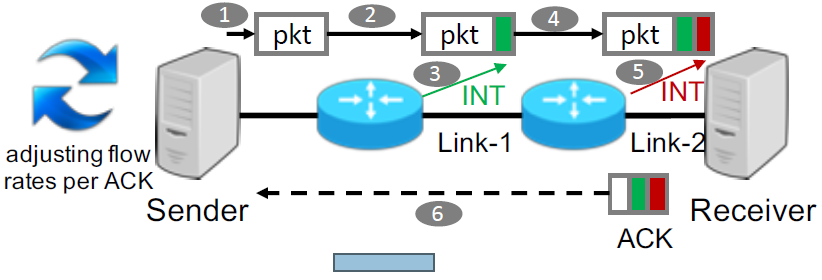 1
pkt
2
pkt
4
pkt
3
INT
5
INT
Link-1
Link-2
adjusting flow
rates per ACK
Sender
6
Receiver
ACK